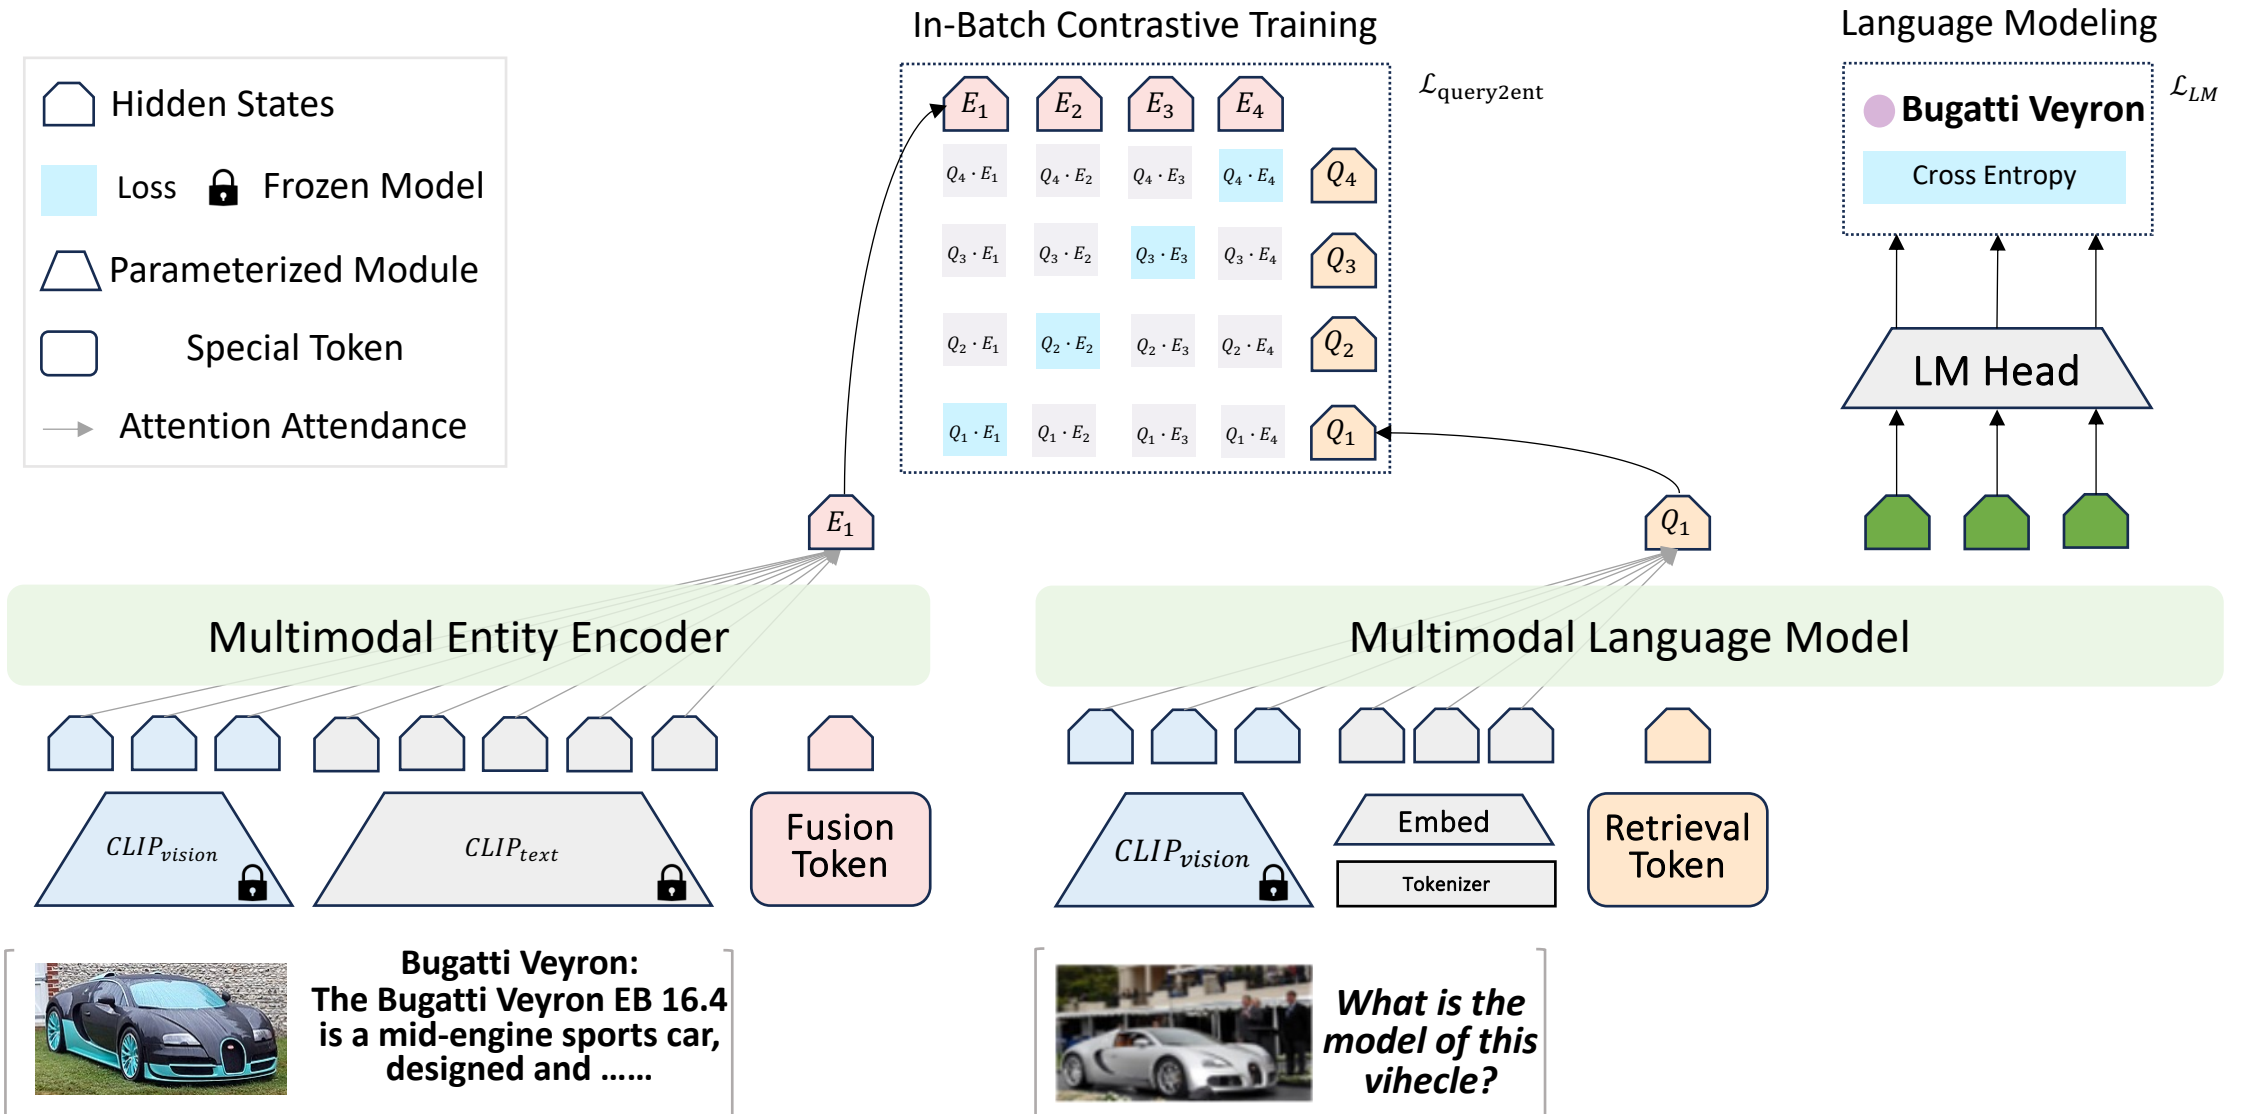 In-Batch Contrastive Training
Language Modeling
Hidden States
Loss
Frozen Model
Parameterized Module
Special Token
Attention Attendance
E₁ E₂ E₃ E₄
ℒ_query2ent
Q₄ · E₁ Q₄ · E₂ Q₄ · E₃ Q₄ · E₄ Q₄
Q₃ · E₁ Q₃ · E₂ Q₃ · E₃ Q₃ · E₄ Q₃
Q₂ · E₁ Q₂ · E₂ Q₂ · E₃ Q₂ · E₄ Q₂
Q₁ · E₁ Q₁ · E₂ Q₁ · E₃ Q₁ · E₄ Q₁
Bugatti Veyron
ℒ_LM
Cross Entropy
LM Head
E₁
Q₁
Multimodal Entity Encoder
Multimodal Language Model
CLIP_vision
CLIP_text
Fusion
Token
CLIP_vision
Embed
Tokenizer
Retrieval
Token
Bugatti Veyron:
The Bugatti Veyron EB 16.4
is a mid-engine sports car,
designed and ......
What is the
model of this
vihecle?